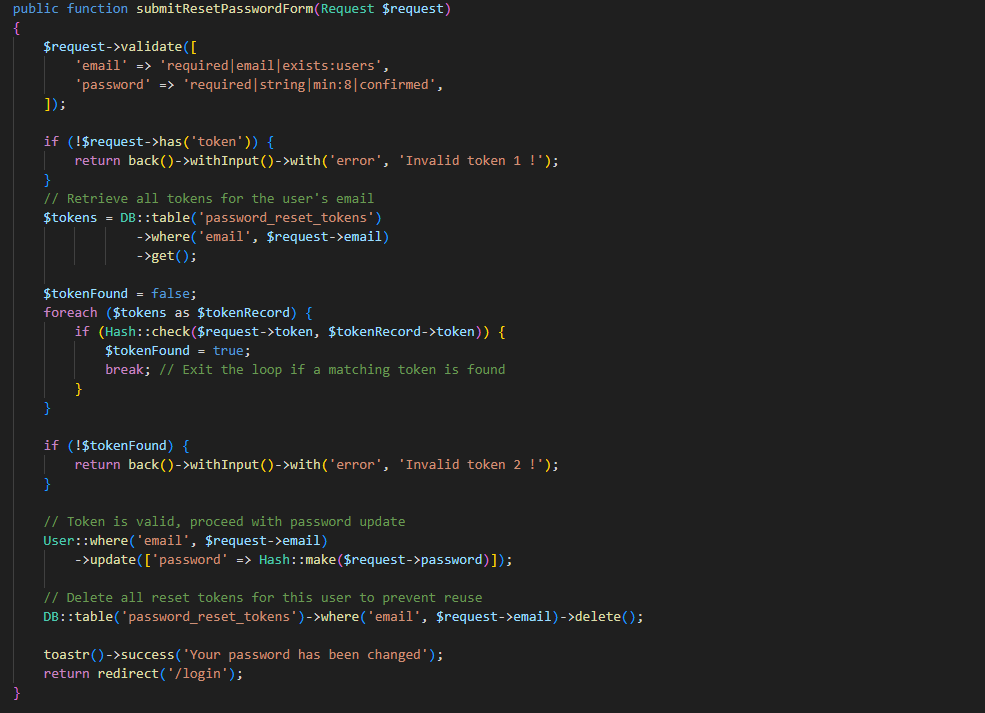 public function submitResetPasswordForm(Request $request)
{
    $request->validate([
        'email' => 'required|email|exists:users',
        'password' => 'required|string|min:8|confirmed',
    ]);

    if (!$request->has('token')) {
        return back()->withInput()->with('error', 'Invalid token 1 !');
    }
    // Retrieve all tokens for the user's email
    $tokens = DB::table('password_reset_tokens')
                ->where('email', $request->email)
                ->get();

    $tokenFound = false;
    foreach ($tokens as $tokenRecord) {
        if (Hash::check($request->token, $tokenRecord->token)) {
            $tokenFound = true;
            break; // Exit the loop if a matching token is found
        }
    }

    if (!$tokenFound) {
        return back()->withInput()->with('error', 'Invalid token 2 !');
    }

    // Token is valid, proceed with password update
    User::where('email', $request->email)
        ->update(['password' => Hash::make($request->password)]);

    // Delete all reset tokens for this user to prevent reuse
    DB::table('password_reset_tokens')->where('email', $request->email)->delete();

    toastr()->success('Your password has been changed');
    return redirect('/login');
}